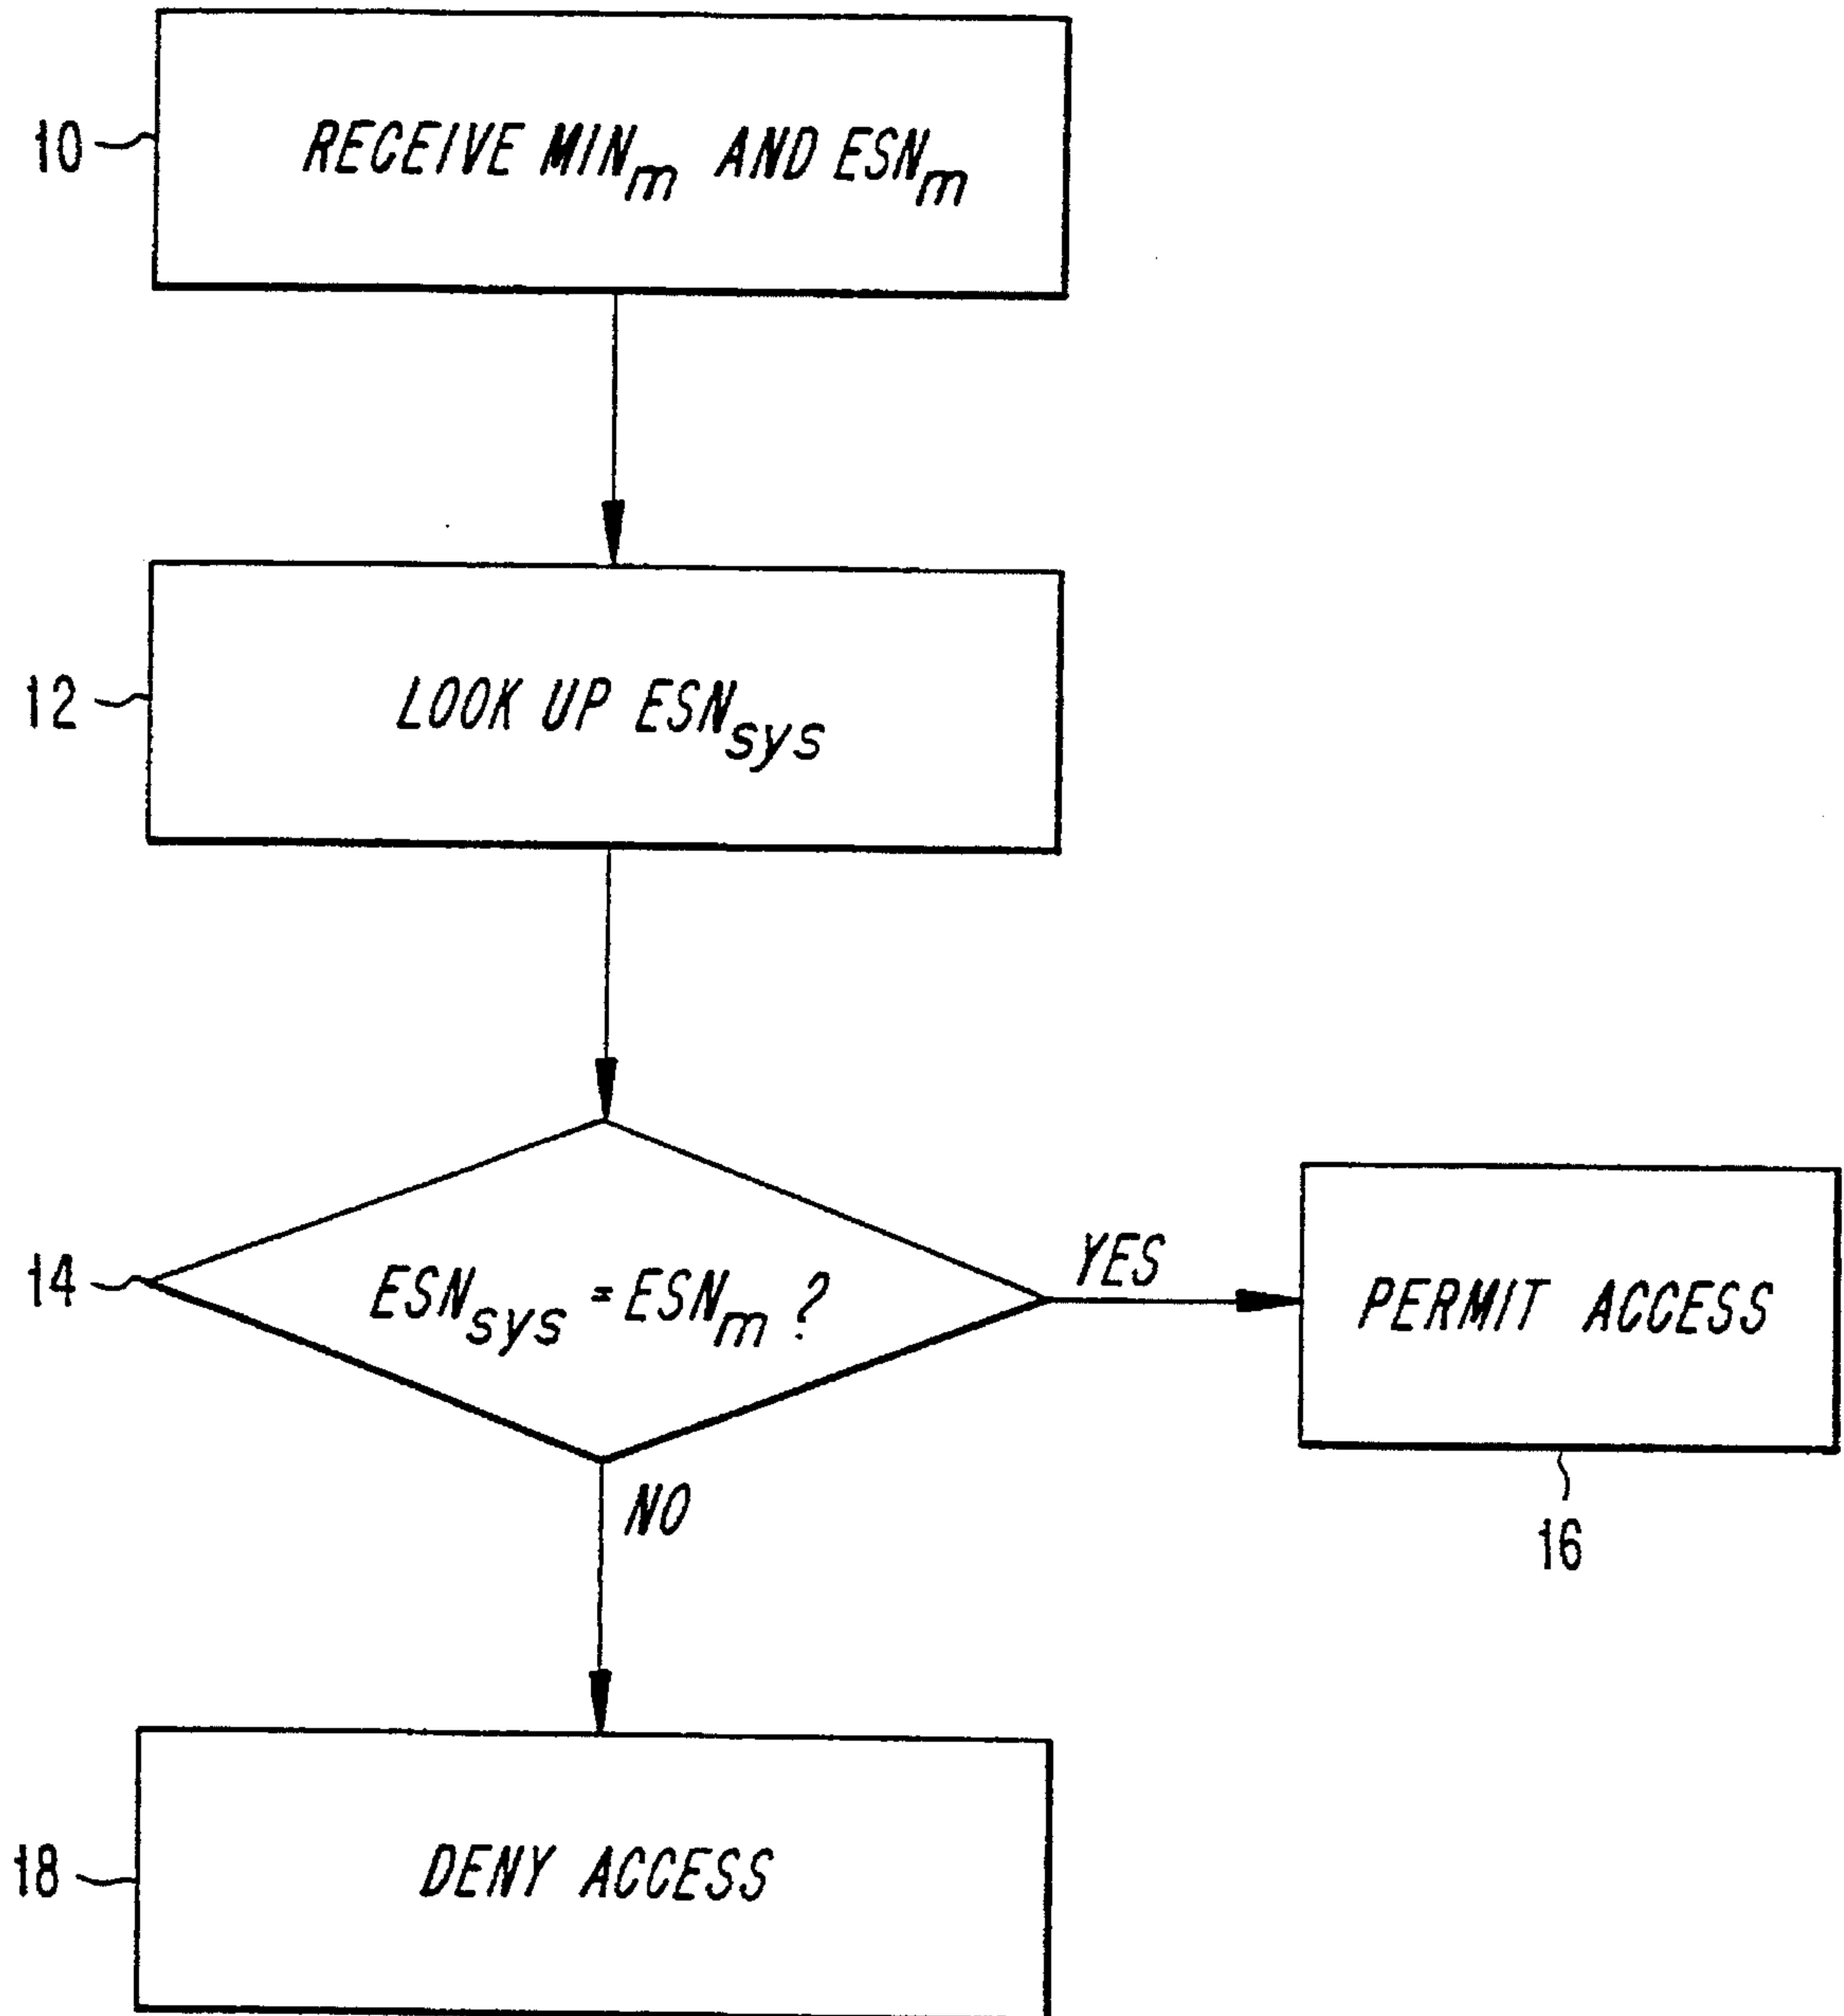 10
RECEIVE MINm AND ESNm
12
LOOK UP ESNsys
14
ESNsys = ESNm ?
YES
PERMIT ACCESS
16
NO
18
DENY ACCESS